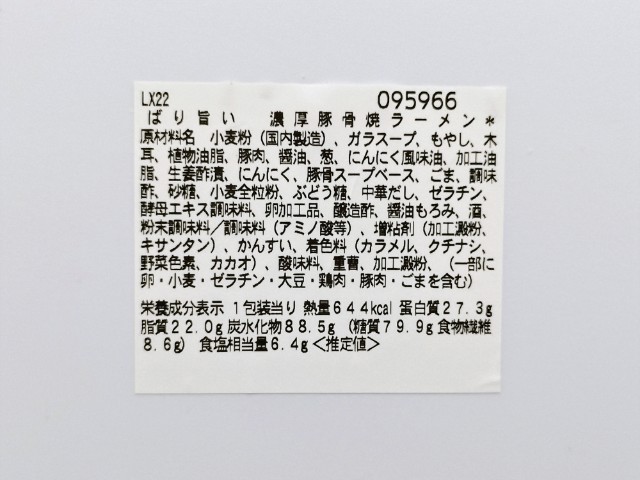 LX22 095966
ばり旨い 濃厚豚骨焼ラーメン*
原材料名 小麦粉(国内製造)、ガラスープ、もやし、木
耳、植物油脂、豚肉、醤油、葱、にんにく風味油、加工油
脂、生姜酢漬、にんにく、豚骨スープベース、ごま、調味
酢、砂糖、小麦全粒粉、ぶどう糖、中華だし、ゼラチン、
酵母エキス調味料、卵加工品、醸造酢、醤油もろみ、酒、
粉末調味料/調味料(アミノ酸等)、増粘剤(加工澱粉、
キサンタン)、かんすい、着色料(カラメル、クチナシ、
野菜色素、カカオ)、酸味料、重曹、加工澱粉、(一部に
卵・小麦・ゼラチン・大豆・鶏肉・豚肉・ごまを含む)
栄養成分表示 1包装当り 熱量644kcal 蛋白質27.3g
脂質22.0g 炭水化物88.5g (糖質79.9g 食物繊維
8.6g) 食塩相当量6.4g<推定値>